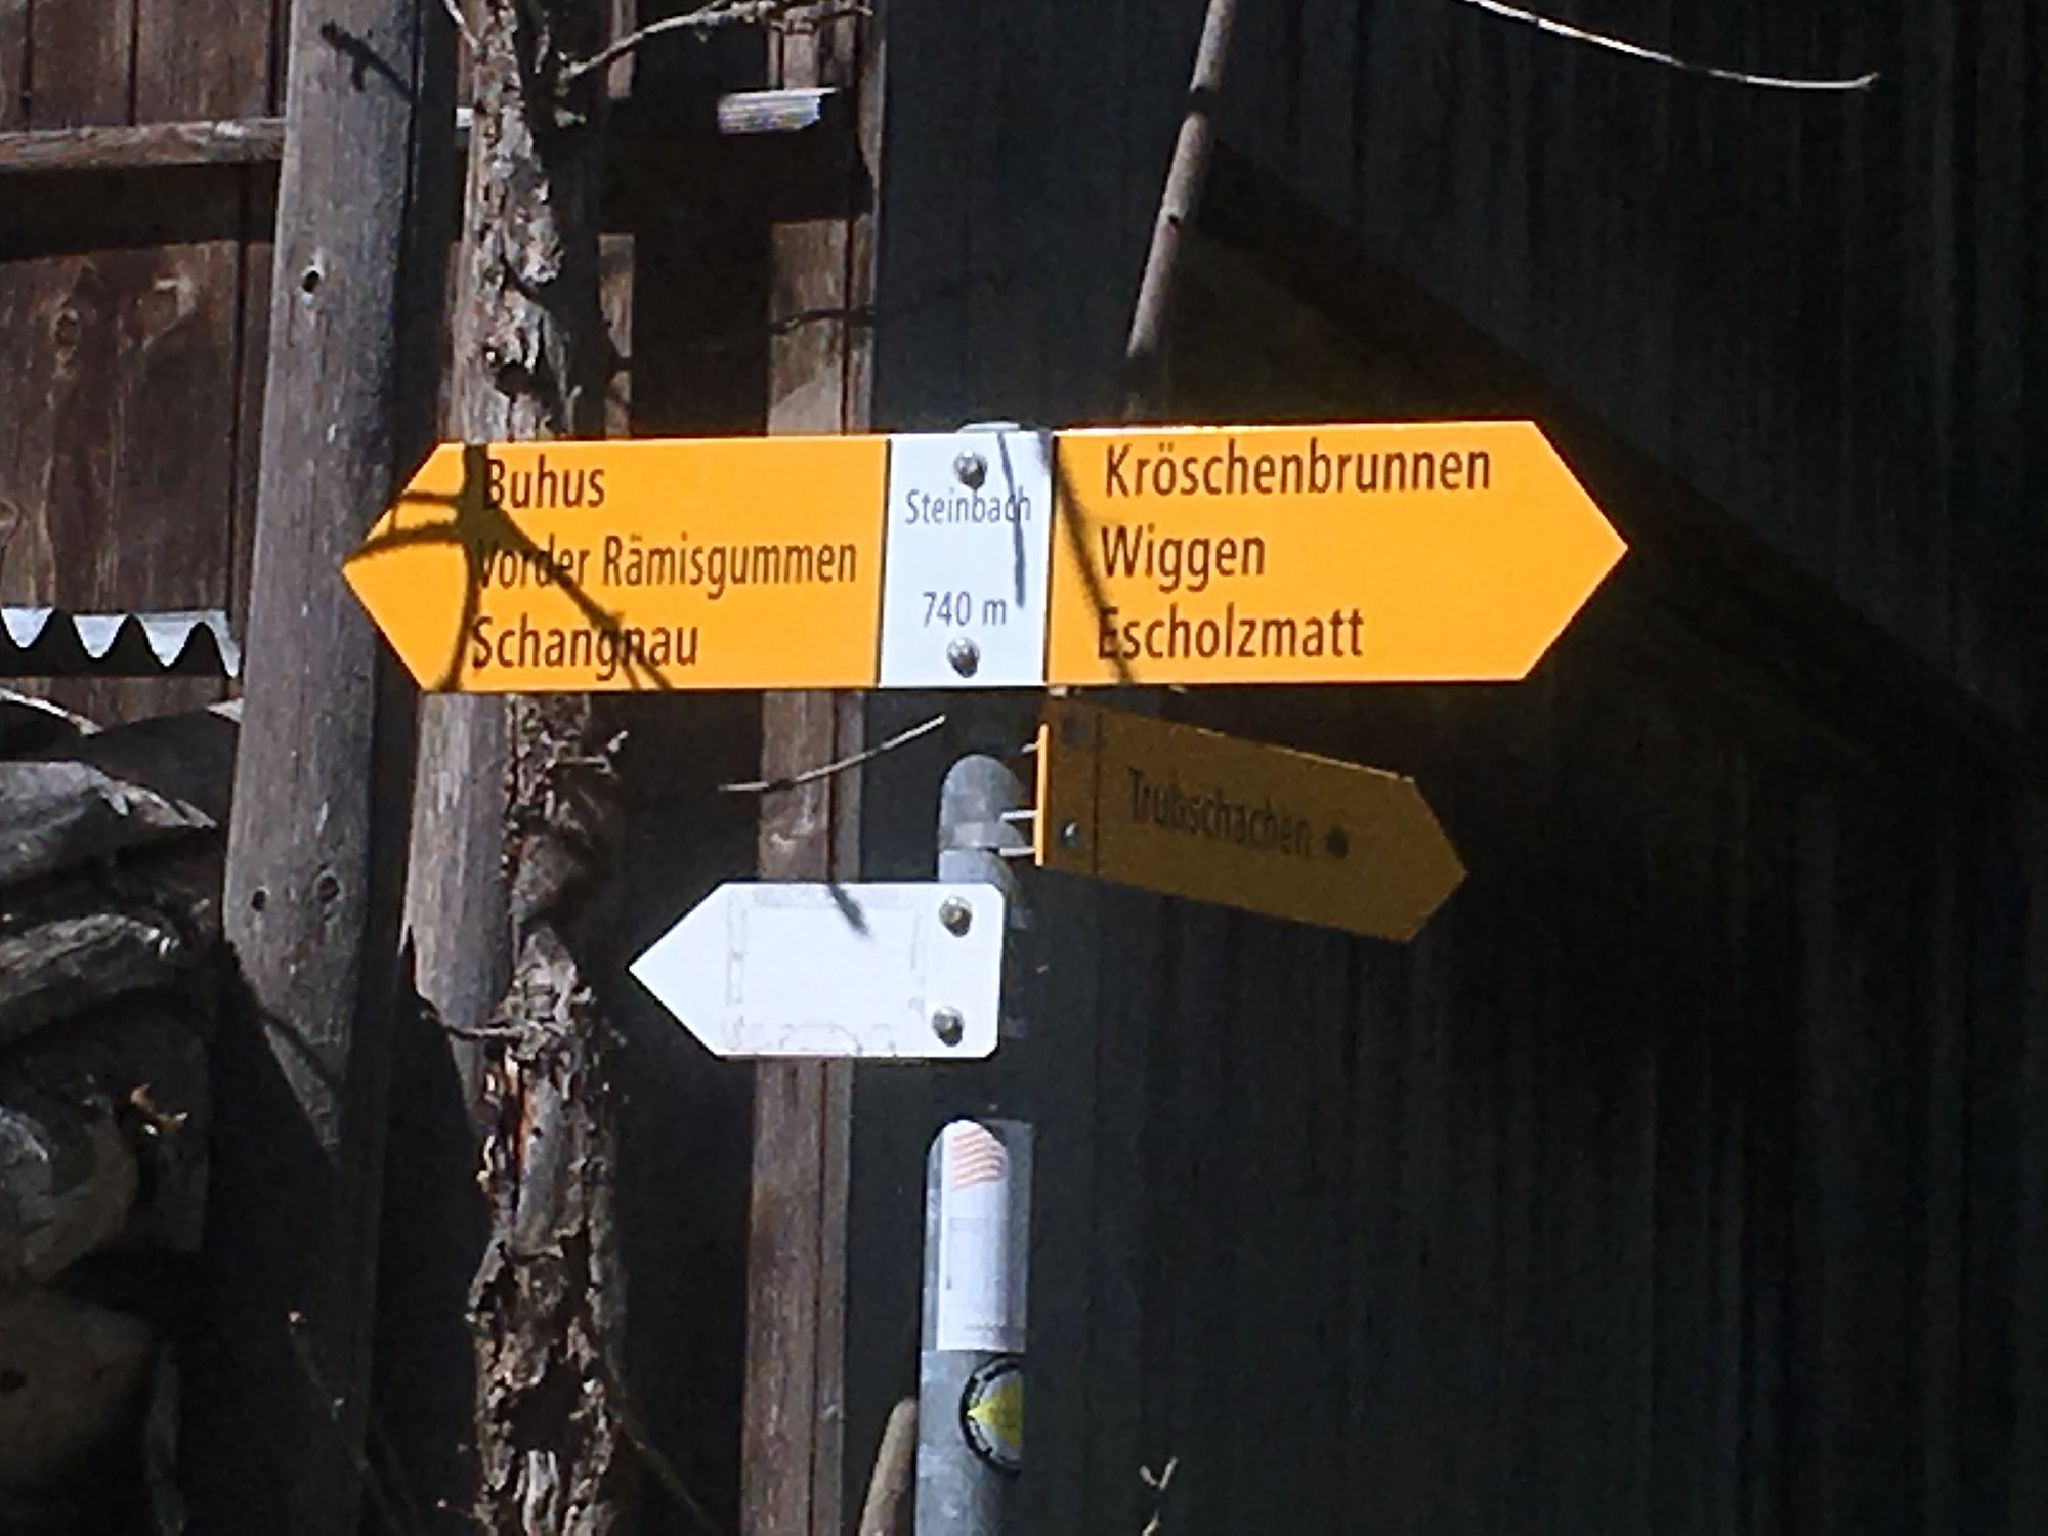 Buhus
Vorder Rämisgummen
Schangnau
Steinbach
740 m
Kröschenbrunnen
Wiggen
Escholzmatt
Trubschachen